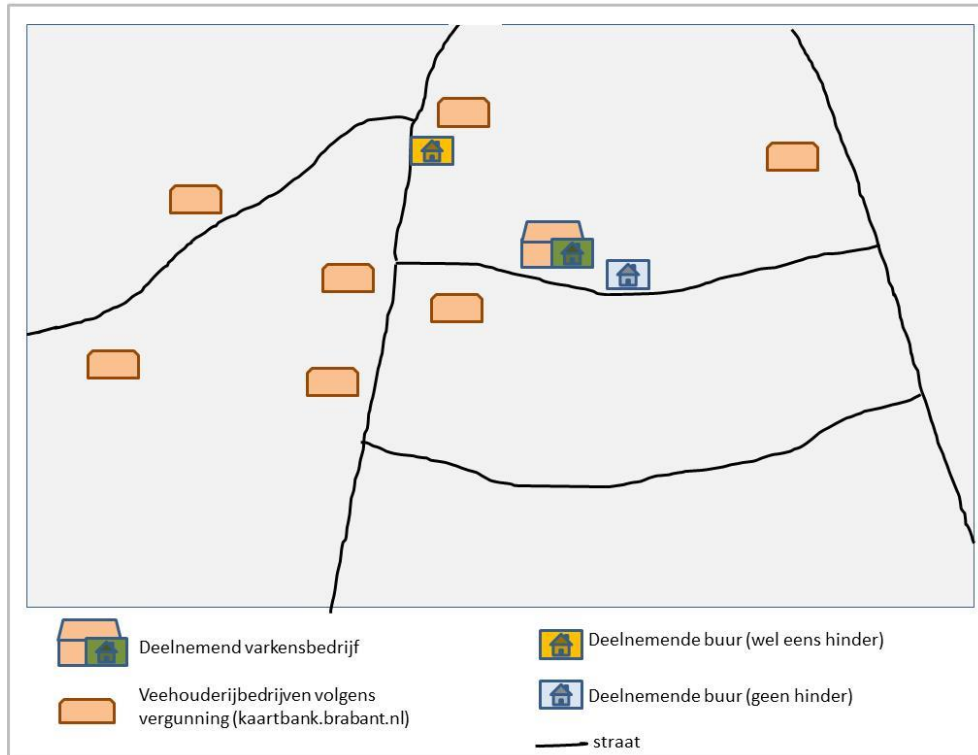 Deelnemend varkensbedrijf
Veehouderijbedrijven volgens
vergunning (kaartbank.brabant.nl)
Deelnemende buur (wel eens hinder)
Deelnemende buur (geen hinder)
straat